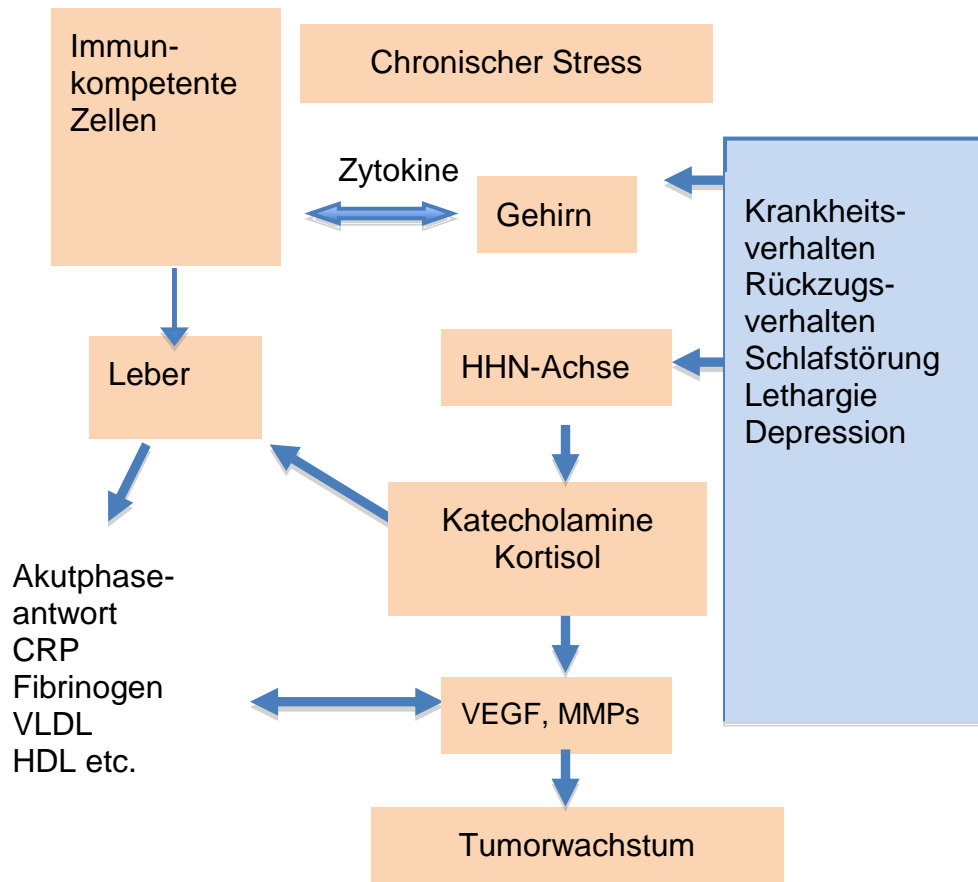 Immun-
kompetente
Zellen
Chronischer Stress
Zytokine
Gehirn
Krankheits-
verhalten
Rückzugs-
verhalten
Schlafstörung
Lethargie
Depression
Leber
HHN-Achse
Katecholamine
Kortisol
Akutphase-
antwort
CRP
Fibrinogen
VLDL
HDL etc.
VEGF, MMPs
Tumorwachstum